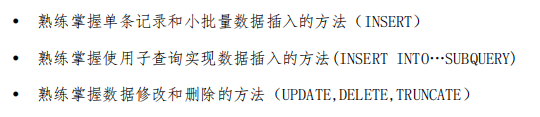 • 熟练掌握单条记录和小批量数据插入的方法（INSERT）
• 熟练掌握使用子查询实现数据插入的方法(INSERT INTO…SUBQUERY)
• 熟练掌握数据修改和删除的方法（UPDATE,DELETE,TRUNCATE）